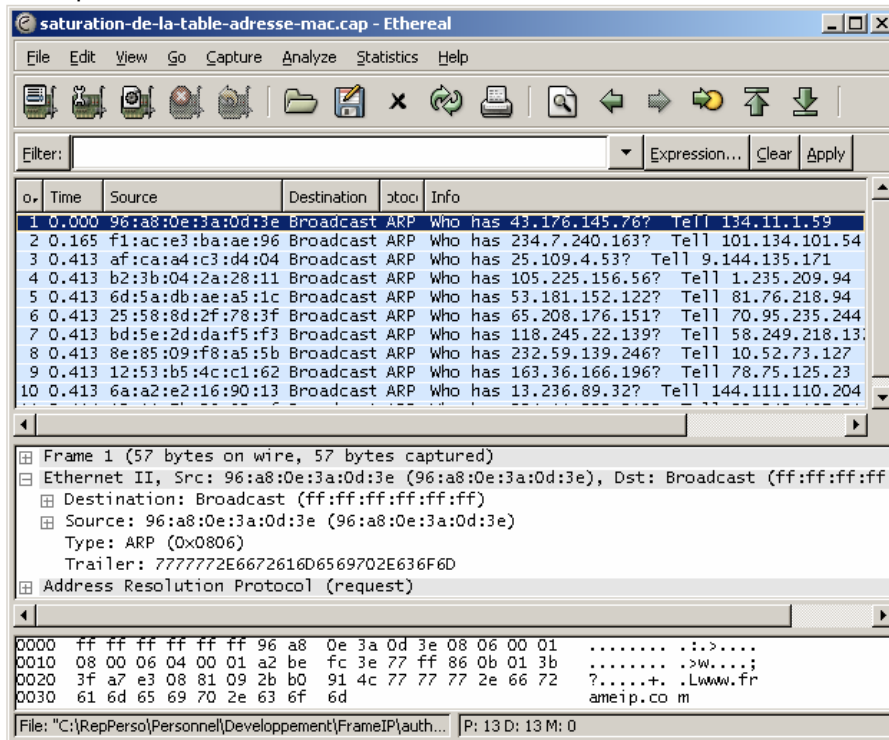 saturation-de-la-table-adresse-mac.cap - Ethereal
File Edit View Go Capture Analyze Statistics Help
Filter: Expression... Clear Apply
o. Time Source Destination otoc Info
1 0.000 96:a8:0e:3a:0d:3e Broadcast ARP Who has 43.176.145.76? Tell 134.11.1.59
2 0.165 f1:ac:e3:ba:ae:96 Broadcast ARP Who has 234.7.240.163? Tell 101.134.101.54
3 0.413 af:ca:a4:c3:d4:04 Broadcast ARP Who has 25.109.4.53? Tell 9.144.135.171
4 0.413 b2:3b:04:2a:28:11 Broadcast ARP Who has 105.225.156.56? Tell 1.235.209.94
5 0.413 6d:5a:db:ae:a5:1c Broadcast ARP Who has 53.181.152.122? Tell 81.76.218.94
6 0.413 25:58:8d:2f:78:3f Broadcast ARP Who has 65.208.176.151? Tell 70.95.235.244
7 0.413 bd:5e:2d:da:f5:f3 Broadcast ARP Who has 118.245.22.139? Tell 58.249.218.13
8 0.413 8e:85:09:f8:a5:5b Broadcast ARP Who has 232.59.139.246? Tell 10.52.73.127
9 0.413 12:53:b5:4c:c1:62 Broadcast ARP Who has 163.36.166.196? Tell 78.75.125.23
10 0.413 6a:a2:e2:16:90:13 Broadcast ARP Who has 13.236.89.32? Tell 144.111.110.204
Frame 1 (57 bytes on wire, 57 bytes captured)
Ethernet II, Src: 96:a8:0e:3a:0d:3e (96:a8:0e:3a:0d:3e), Dst: Broadcast (ff:ff:ff:ff
Destination: Broadcast (ff:ff:ff:ff:ff:ff)
Source: 96:a8:0e:3a:0d:3e (96:a8:0e:3a:0d:3e)
Type: ARP (0x0806)
Trailer: 7777772E6672616D6569702E636F6D
Address Resolution Protocol (request)
0000 ff ff ff ff ff ff 96 a8 0e 3a 0d 3e 08 06 00 01 ........ .:.>....
0010 08 00 06 04 00 01 a2 be fc 3e 77 ff 86 0b 01 3b ........ .>w....;
0020 3f a7 e3 08 81 09 2b b0 91 4c 77 77 77 2e 66 72 ?.....+. .Lwww.fr
0030 61 6d 65 69 70 2e 63 6f 6d ameip.co m
File: "C:\RepPerso\Personnel\Developpement\FrameIP\auth... P: 13 D: 13 M: 0